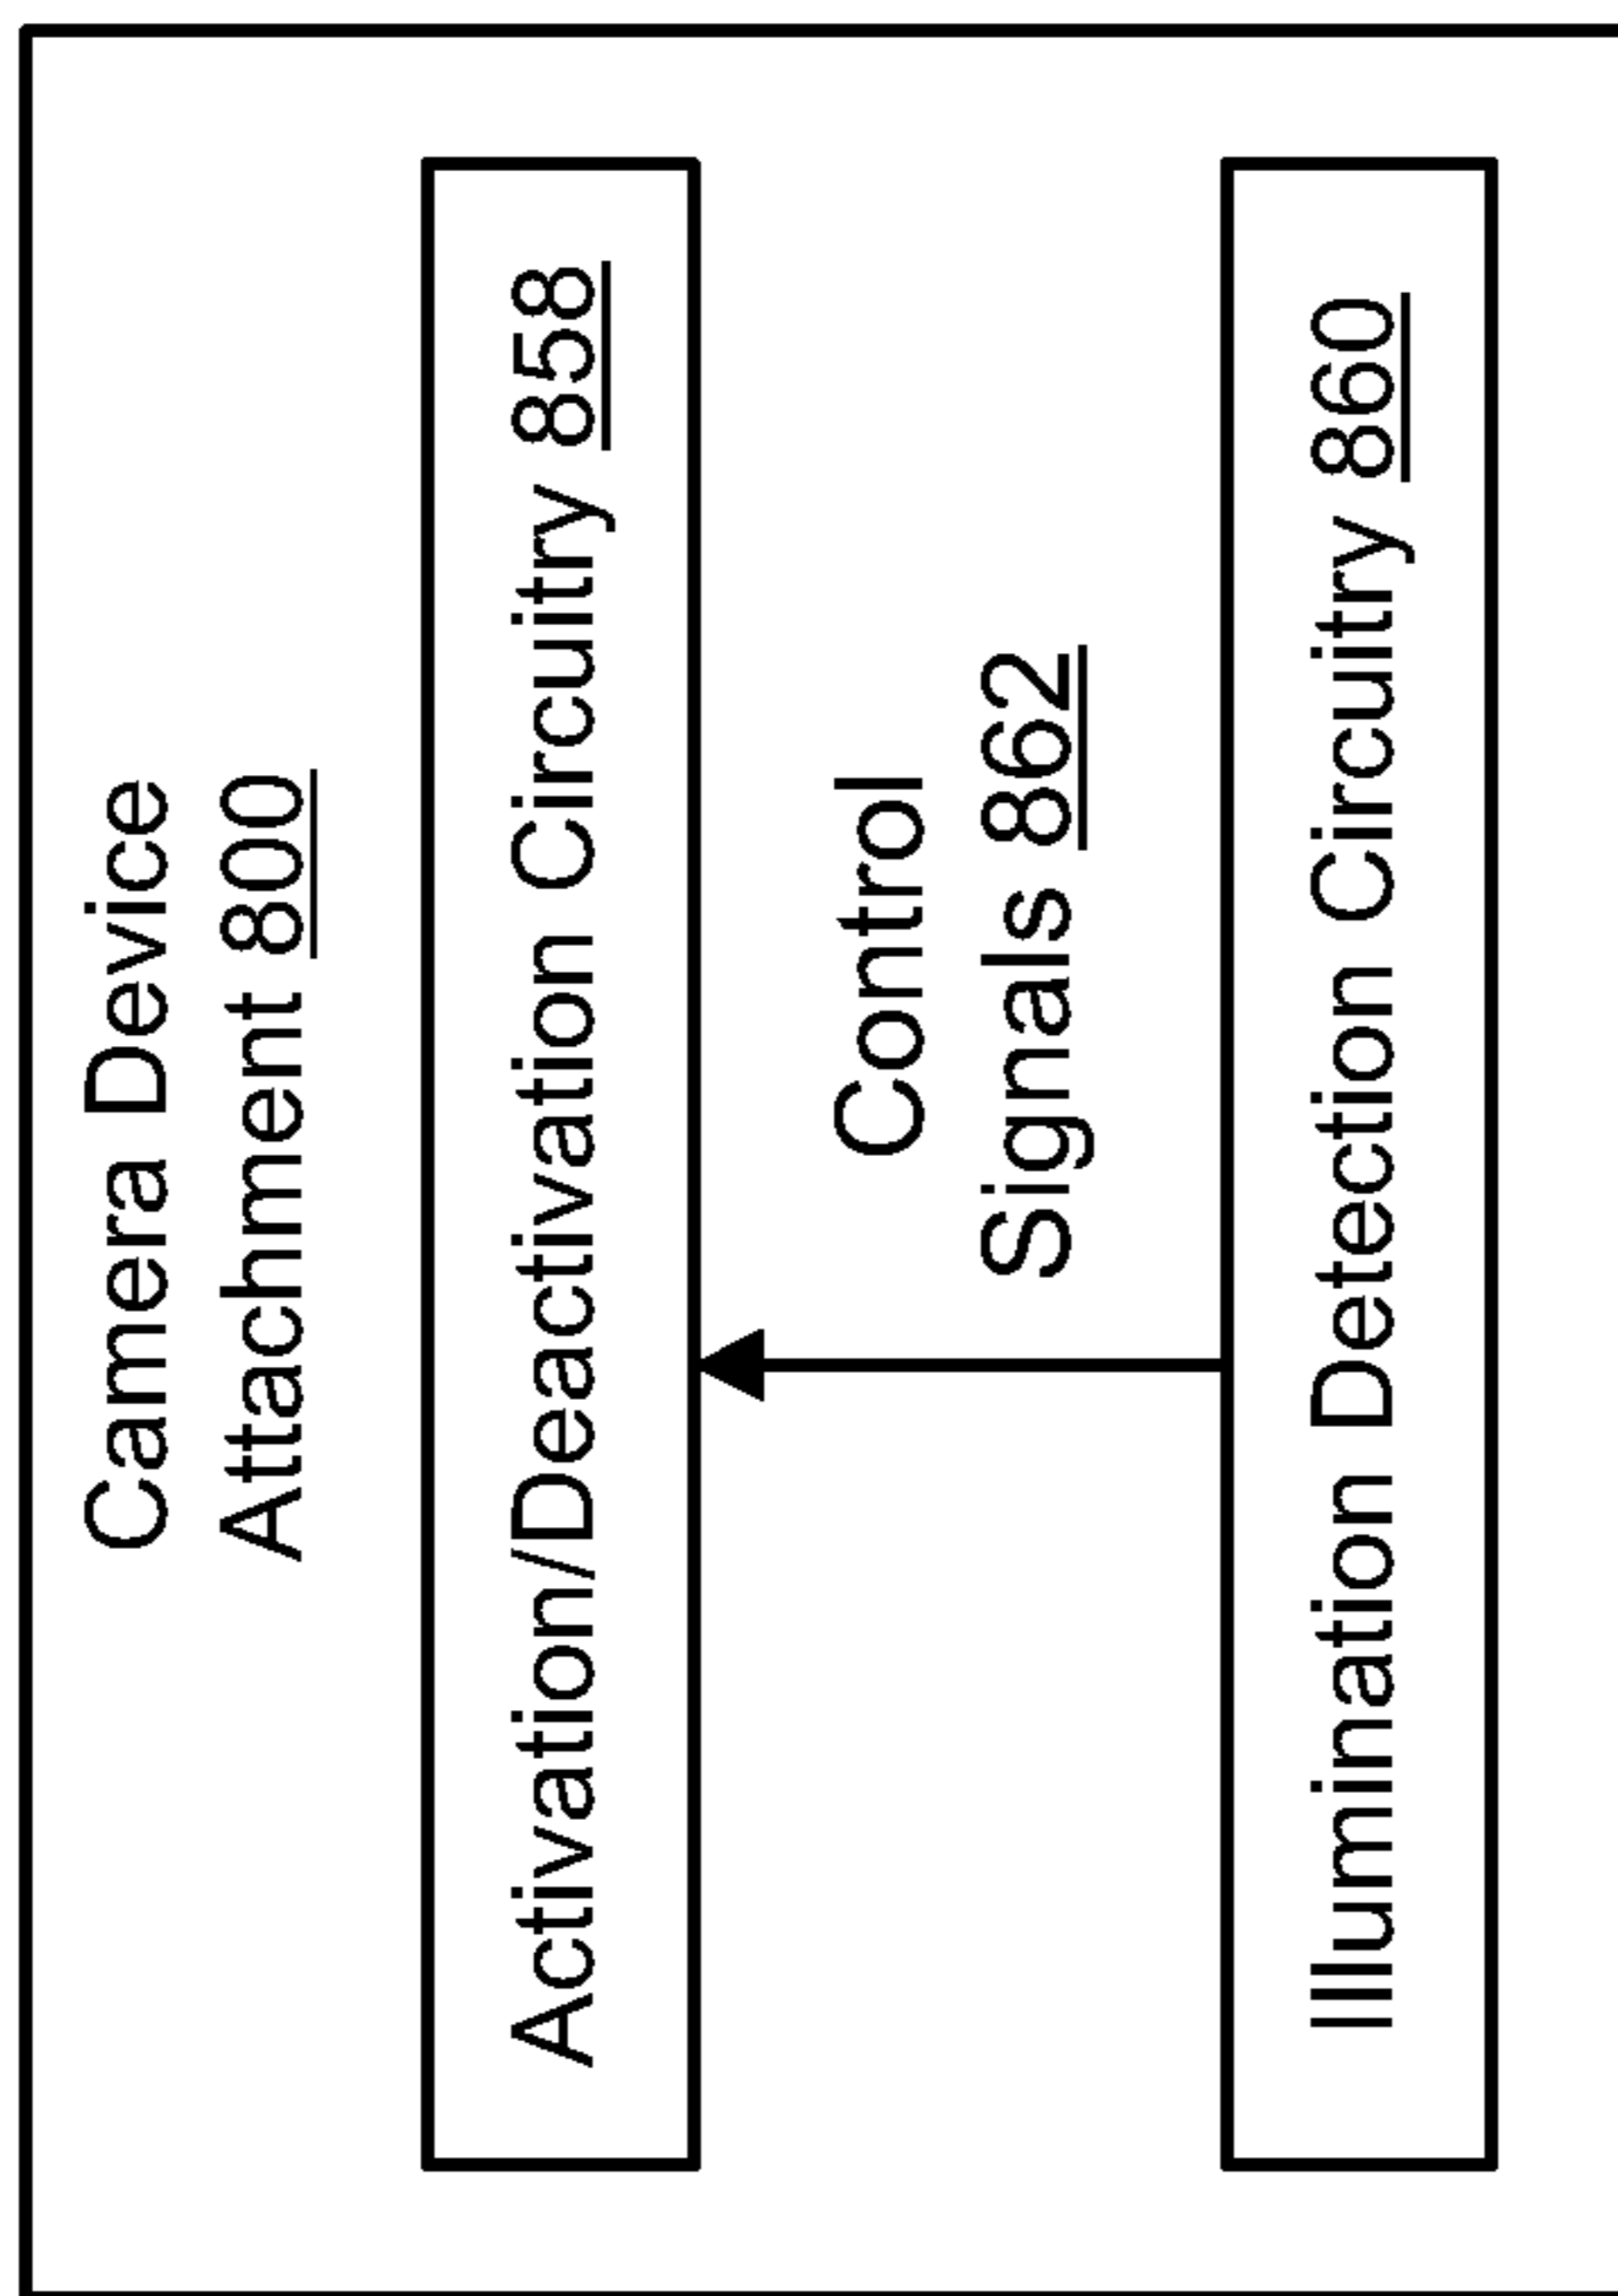 Camera Device
Attachment 800
Activation/Deactivation Circuitry 858
Control
Signals 862
Illumination Detection Circuitry 860